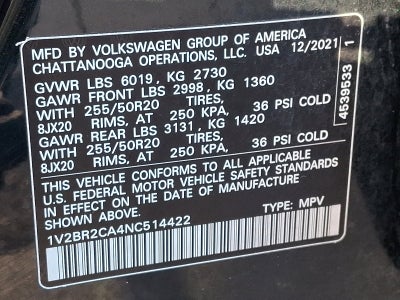 MFD BY VOLKSWAGEN GROUP OF AMERICA
CHATTANOOGA OPERATIONS, LLC. USA 12/2021
GVWR LBS 6019, KG 2730
GAWR FRONT LBS 2998, KG 1360
WITH 255/50R20 TIRES,
8JX20 RIMS, AT 250 KPA, 36 PSI COLD
GAWR REAR LBS 3131, KG 1420
WITH 255/50R20 TIRES,
8JX20 RIMS, AT 250 KPA, 36 PSI COLD
THIS VEHICLE CONFORMS TO ALL APPLICABLE
U.S. FEDERAL MOTOR VEHICLE SAFETY STANDARDS
IN EFFECT ON THE DATE OF MANUFACTURE
SHOWN ABOVE.
1V2BR2CA4NC514422 TYPE: MPV
4539533 1